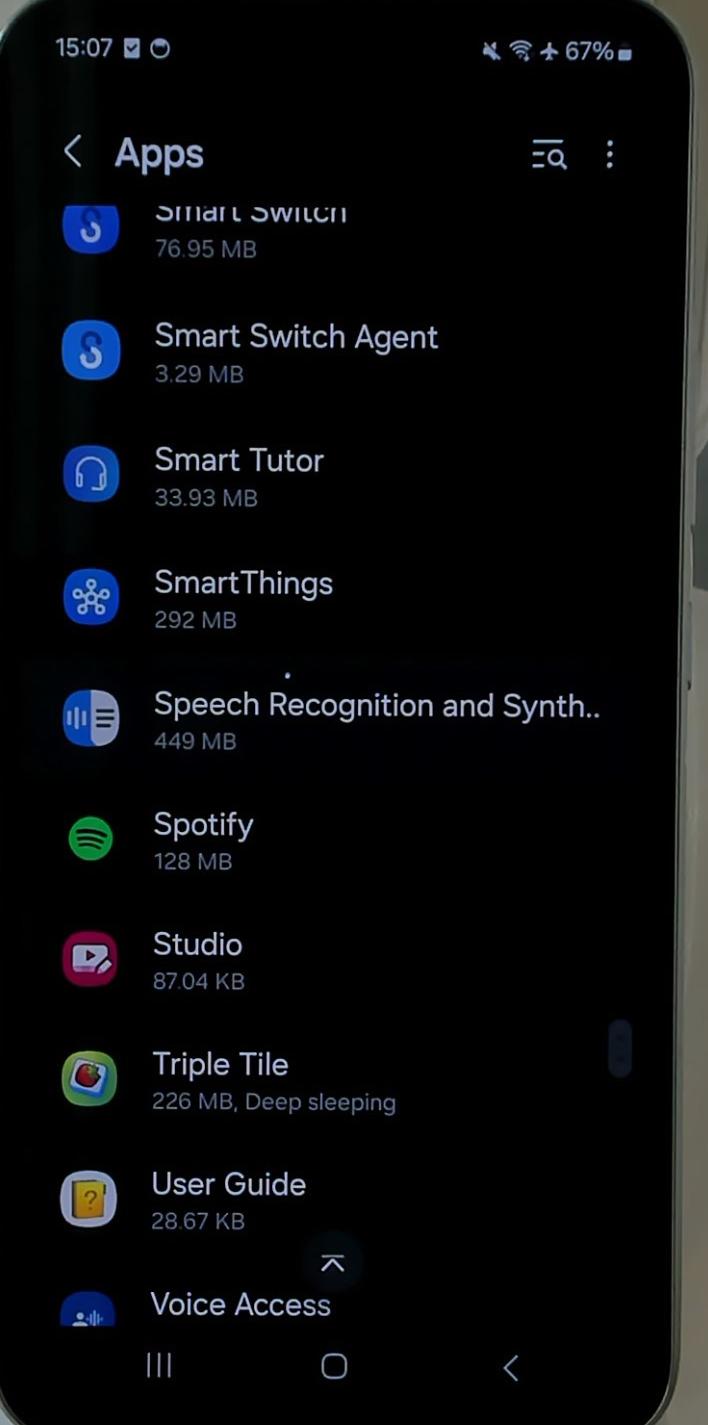 15:07
67%
Apps
Smart Switch
76.95 MB
Smart Switch Agent
3.29 MB
Smart Tutor
33.93 MB
SmartThings
292 MB
Speech Recognition and Synth..
449 MB
Spotify
128 MB
Studio
87.04 KB
Triple Tile
226 MB, Deep sleeping
User Guide
28.67 KB
Voice Access